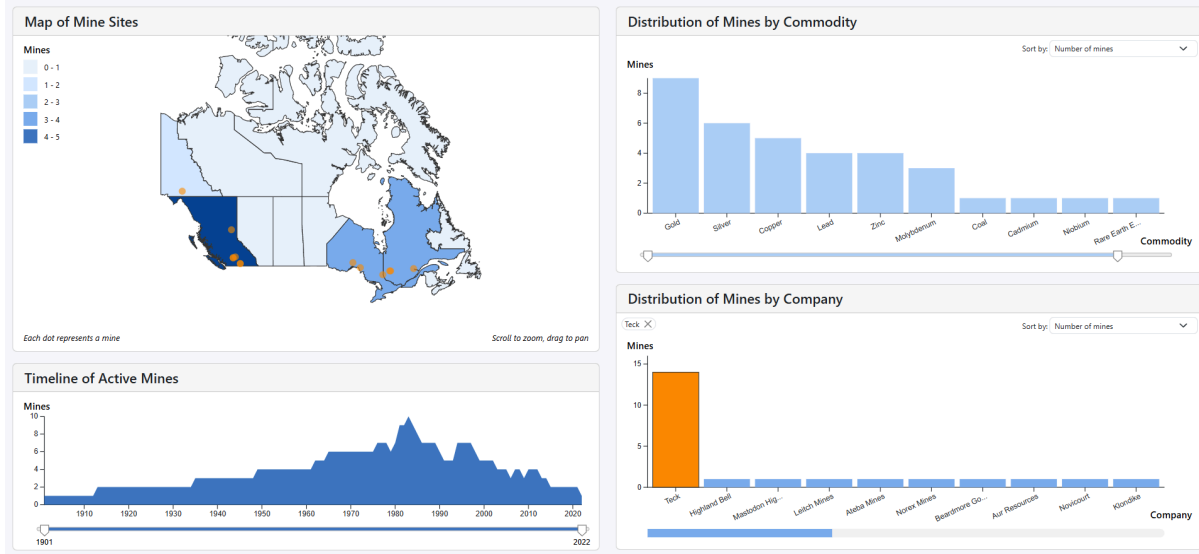 Map of Mine Sites
Mines
0 - 1
1 - 2
2 - 3
3 - 4
4 - 5
Each dot represents a mine
Scroll to zoom, drag to pan
Timeline of Active Mines
Mines
10
8
6
4
2
0
1910
1920
1930
1940
1950
1960
1970
1980
1990
2000
2010
2020
1901
2022
Distribution of Mines by Commodity
Sort by: Number of mines
Mines
8
6
4
2
0
Gold
Silver
Copper
Lead
Zinc
Molybdenum
Coal
Cadmium
Niobium
Rare Earth E...
Commodity
Distribution of Mines by Company
Teck
Sort by: Number of mines
Mines
15
10
5
0
Teck
Highland Bell
Mastodon Hig...
Leitch Mines
Ateba Mines
Norex Mines
Beardmore Go...
Aur Resources
Novicourt
Klondike
Company